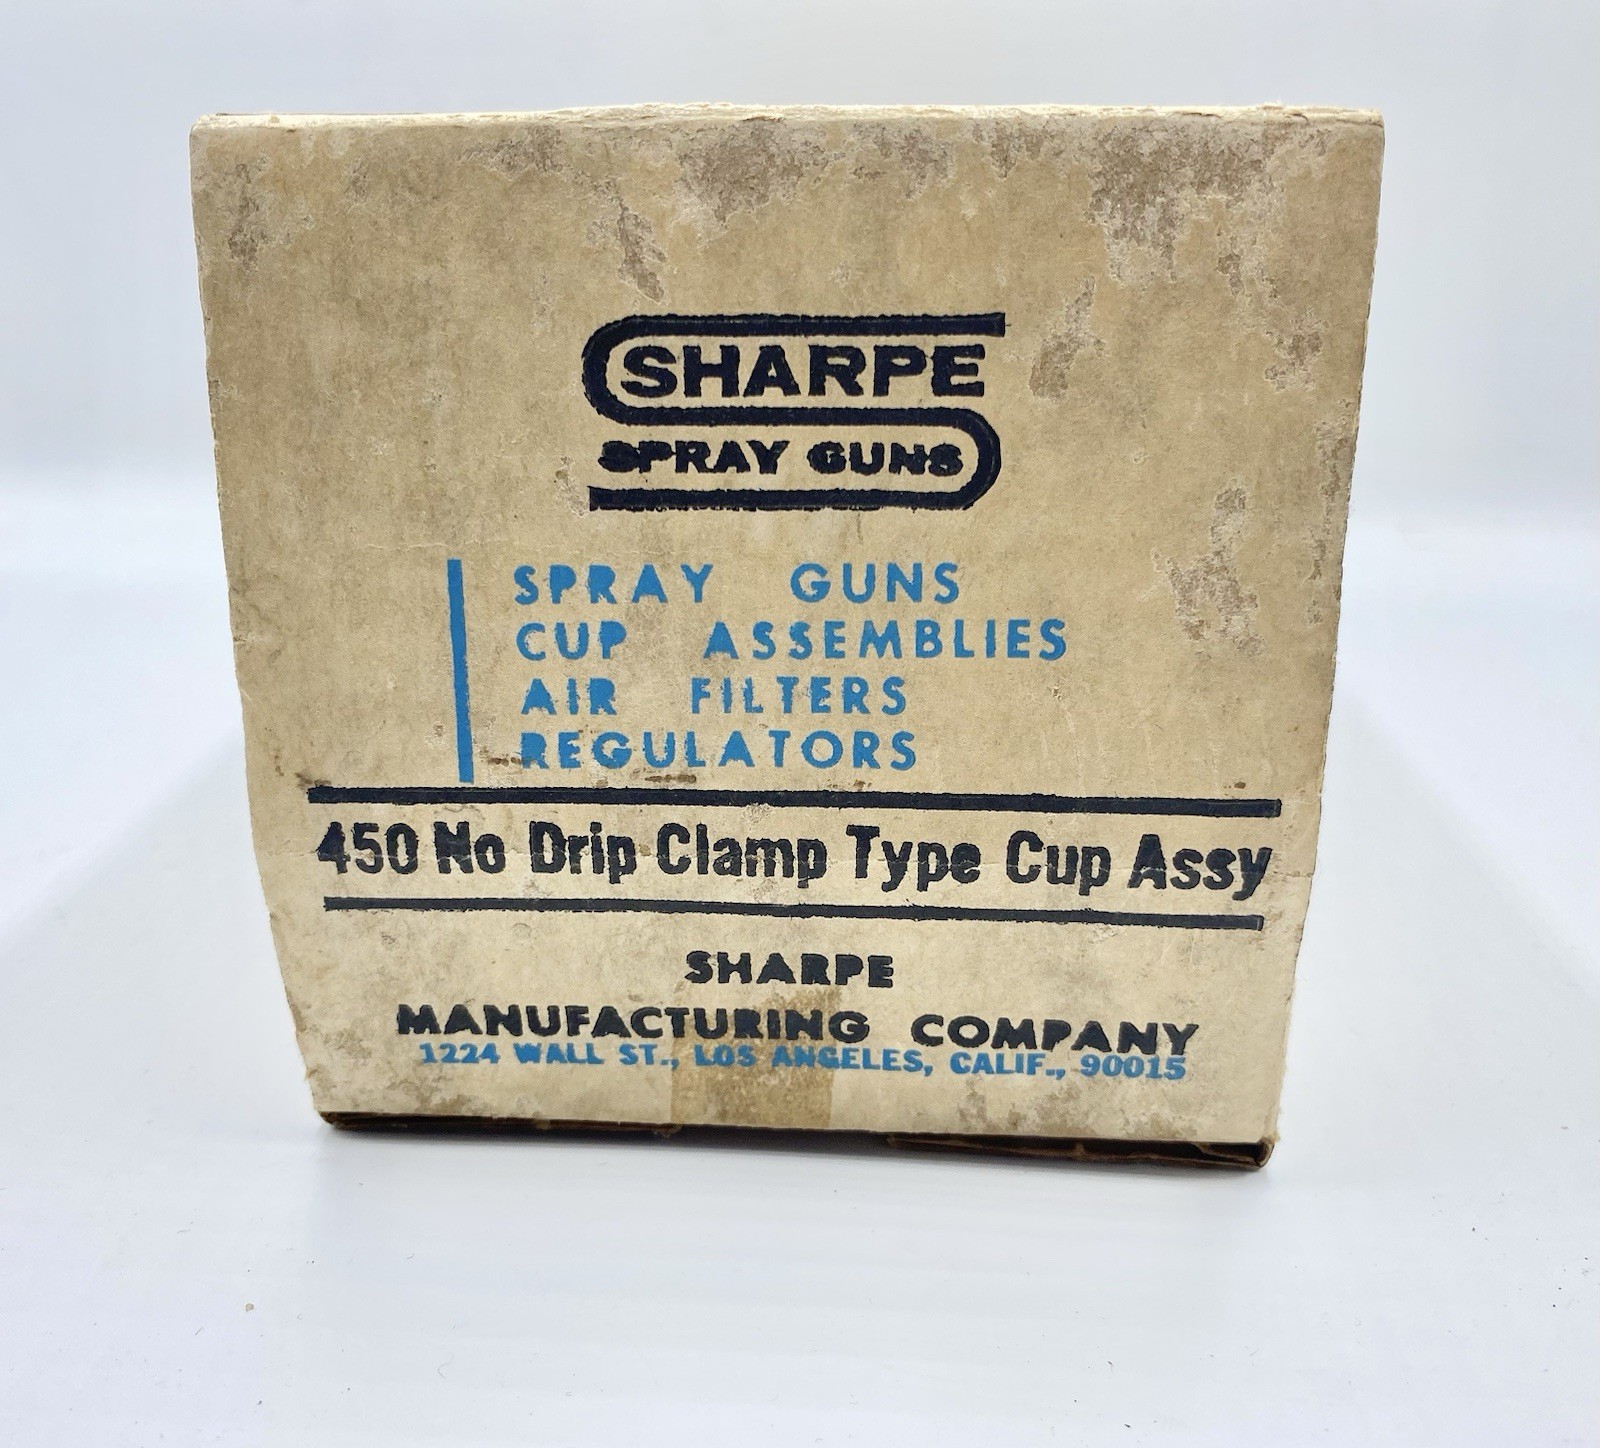 SHARPE
SPRAY GUNS
SPRAY GUNS
CUP ASSEMBLIES
AIR FILTERS
REGULATORS
450 No Drip Clamp Type Cup Assy
SHARPE
MANUFACTURING COMPANY
1224 WALL ST., LOS ANGELES, CALIF., 90015